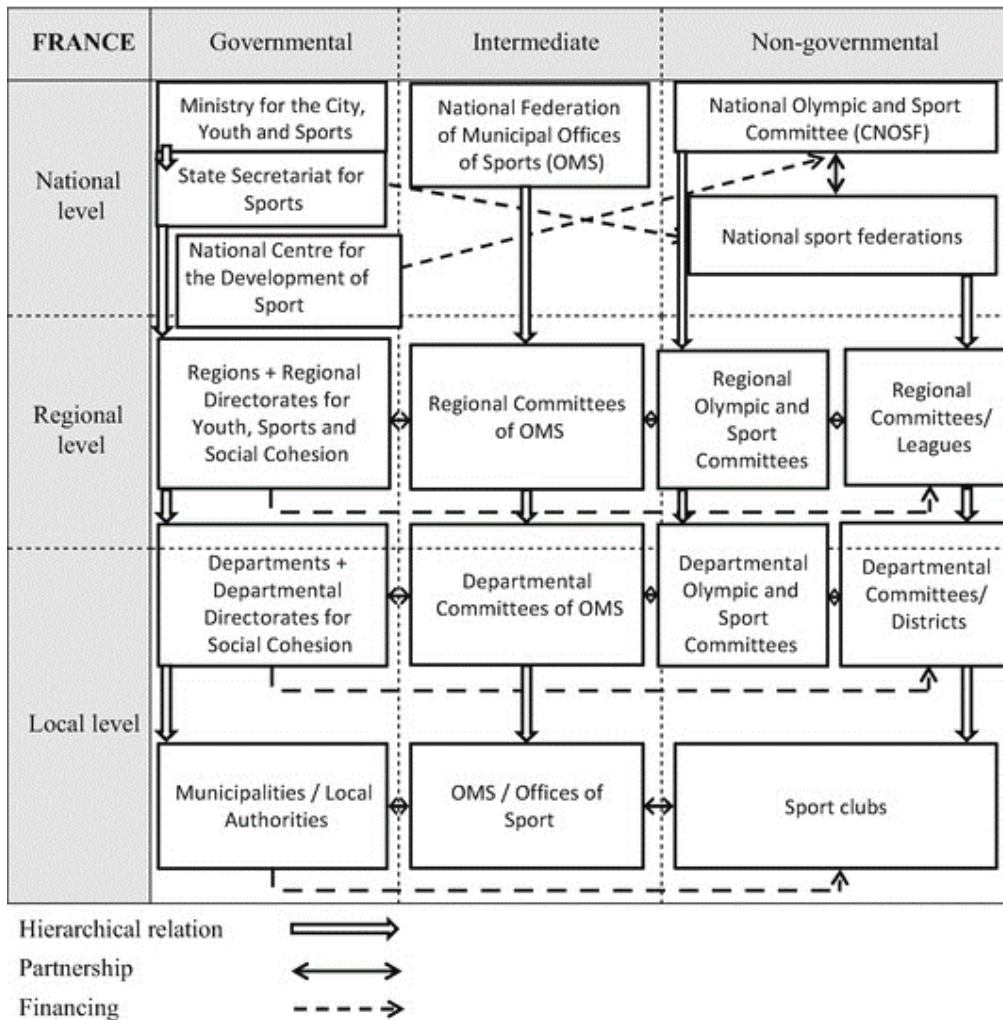 FRANCE
Governmental
Intermediate
Non-governmental
National
level
Ministry for the City,
Youth and Sports
State Secretariat for
Sports
National Centre for
the Development of
Sport
National Federation
of Municipal Offices
of Sports (OMS)
National Olympic and Sport
Committee (CNOSF)
National sport federations
Regional
level
Regions + Regional
Directorates for
Youth, Sports and
Social Cohesion
Regional Committees
of OMS
Regional
Olympic and
Sport
Committees
Regional
Committees/
Leagues
Local level
Departments +
Departmental
Directorates for
Social Cohesion
Departmental
Committees of OMS
Departmental
Olympic and
Sport
Committees
Departmental
Committees/
Districts
Municipalities / Local
Authorities
OMS / Offices of
Sport
Sport clubs
Hierarchical relation
Partnership
Financing